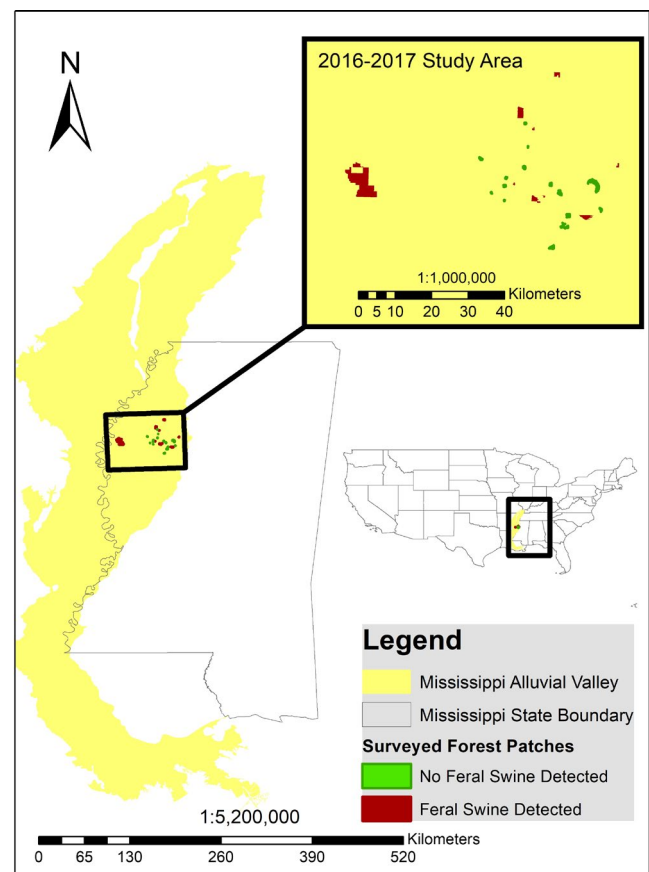 N
2016-2017 Study Area
1:1,000,000
Kilometers
0 5 10 20 30 40
Legend
Mississippi Alluvial Valley
Mississippi State Boundary
Surveyed Forest Patches
No Feral Swine Detected
Feral Swine Detected
1:5,200,000
Kilometers
0 65 130 260 390 520